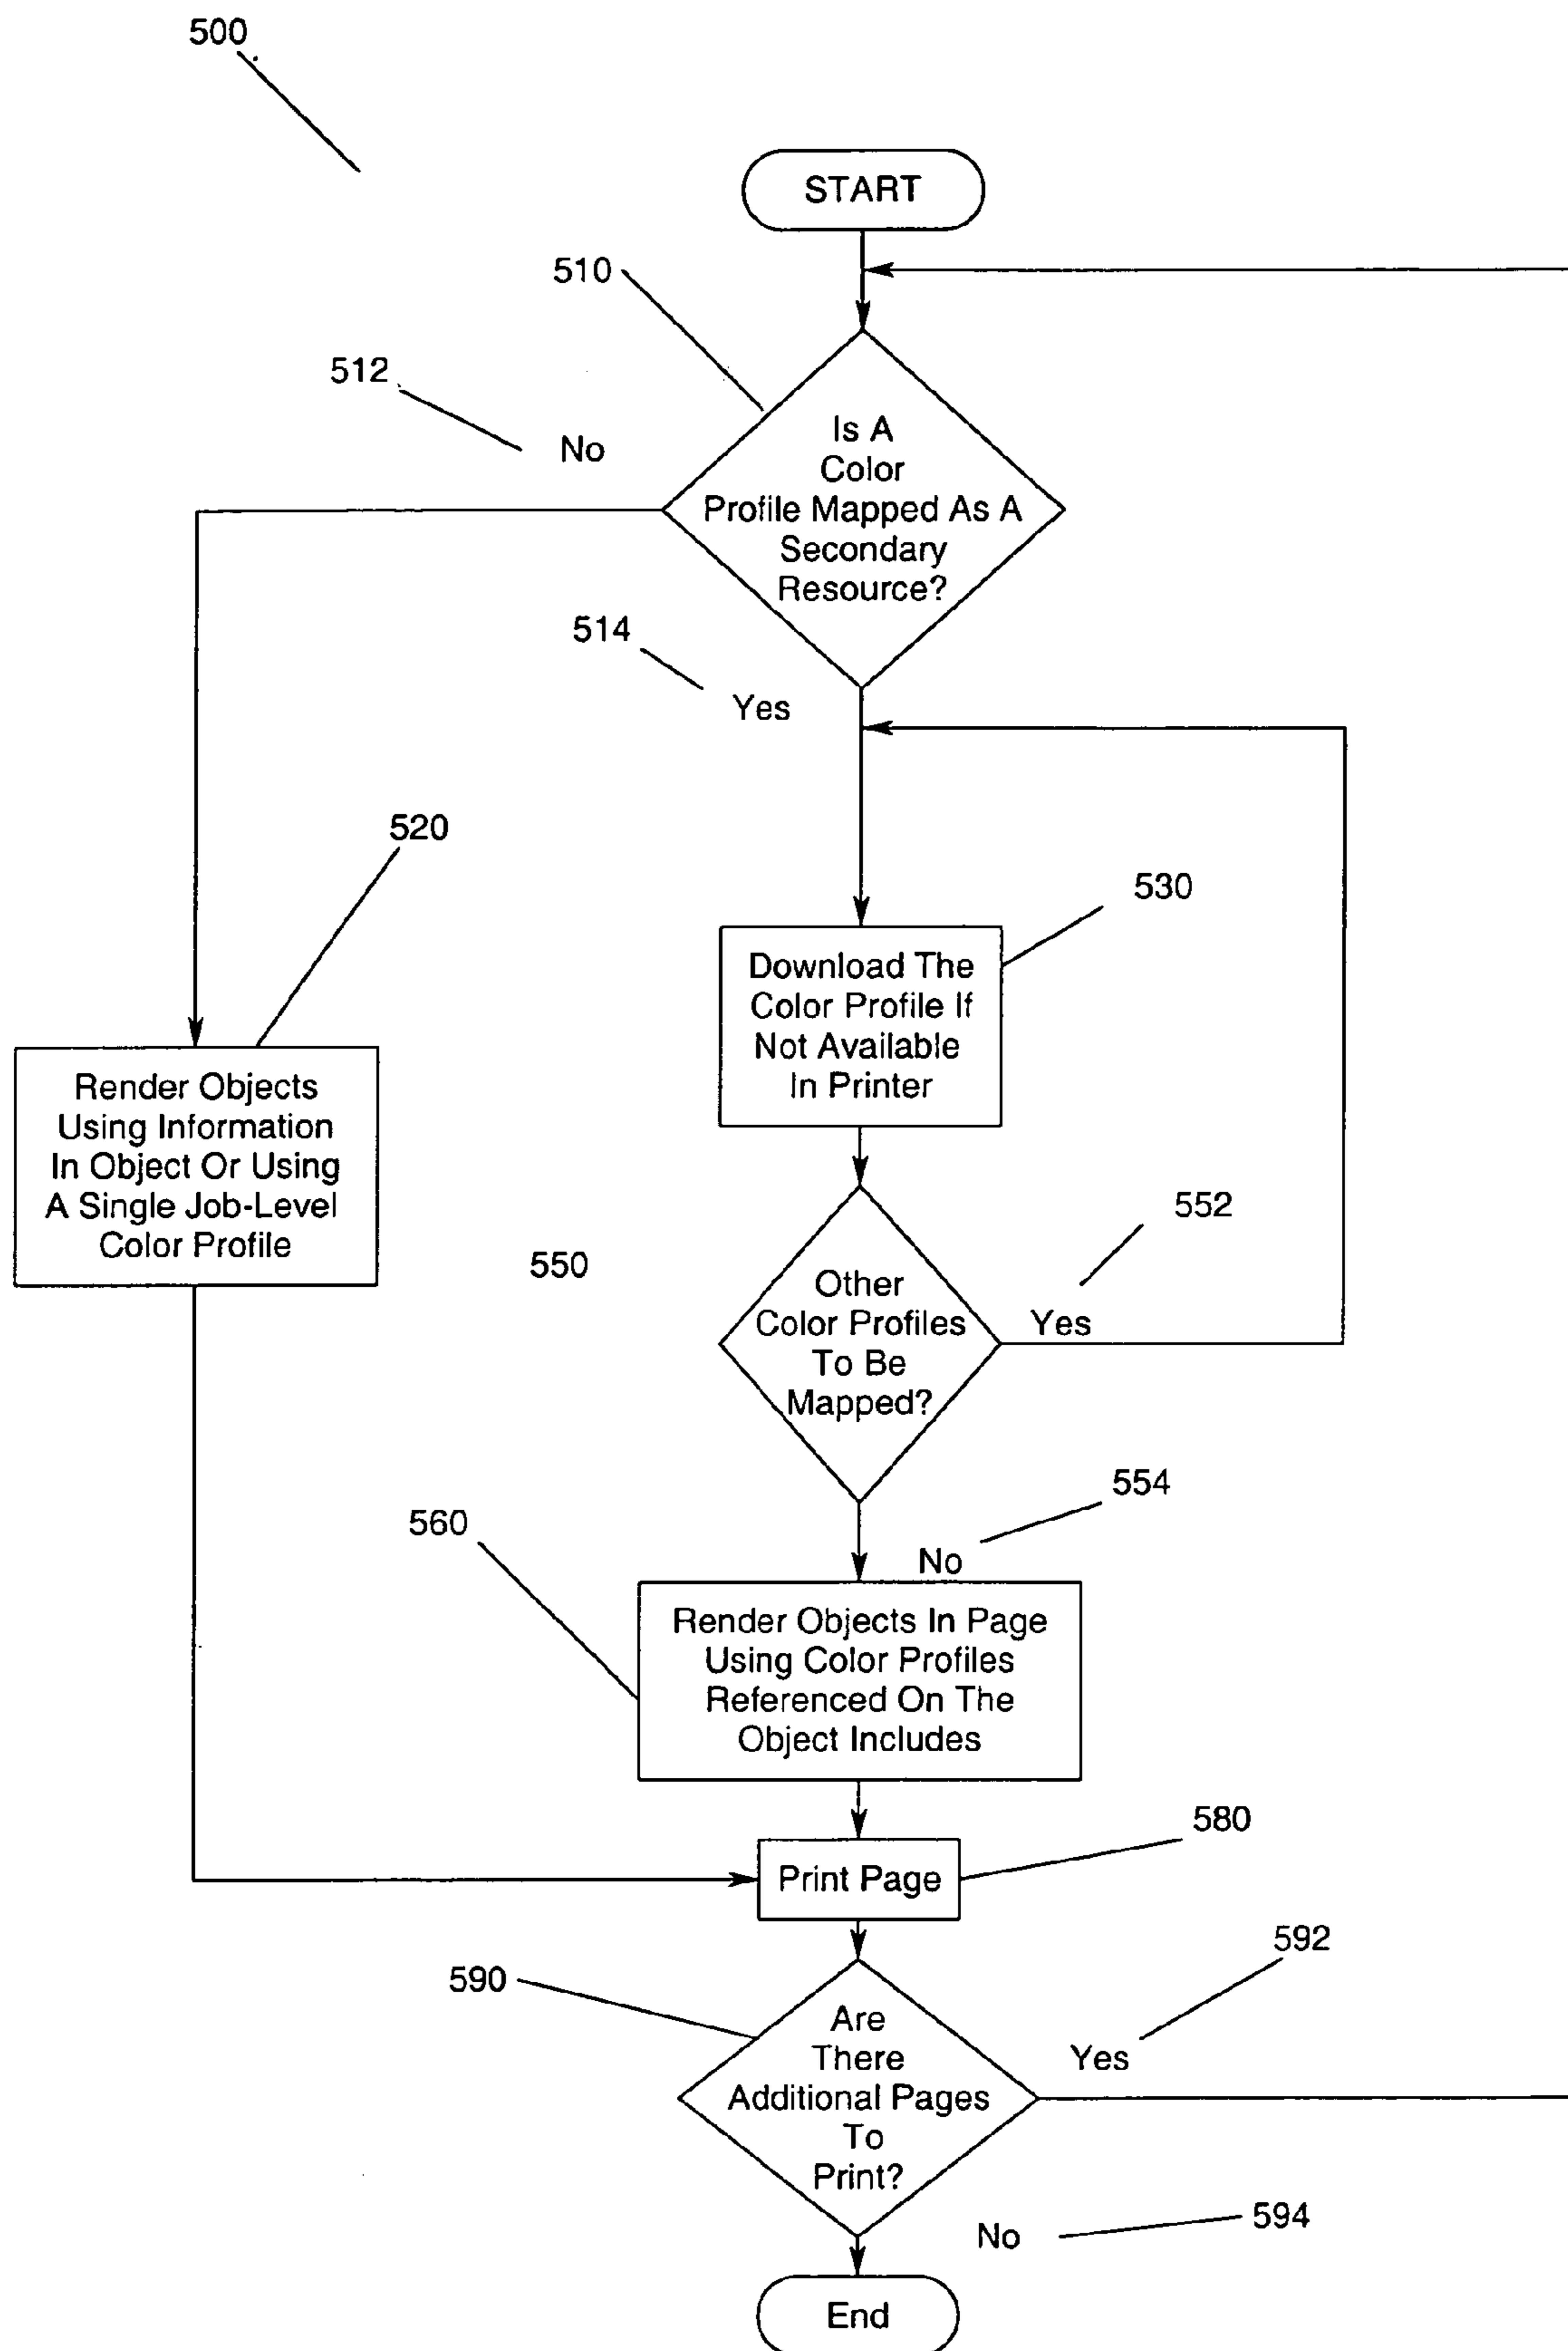 500
START
510
512
No
Is A
Color
Profile Mapped As A
Secondary
Resource?
514
Yes
520
530
Download The
Color Profile If
Not Available
In Printer
Render Objects
Using Information
In Object Or Using
A Single Job-Level
Color Profile
552
550
Other
Color Profiles
To Be
Mapped?
Yes
554
560
No
Render Objects In Page
Using Color Profiles
Referenced On The
Object Includes
580
Print Page
592
590
Are
There
Additional Pages
To
Print?
Yes
594
No
End